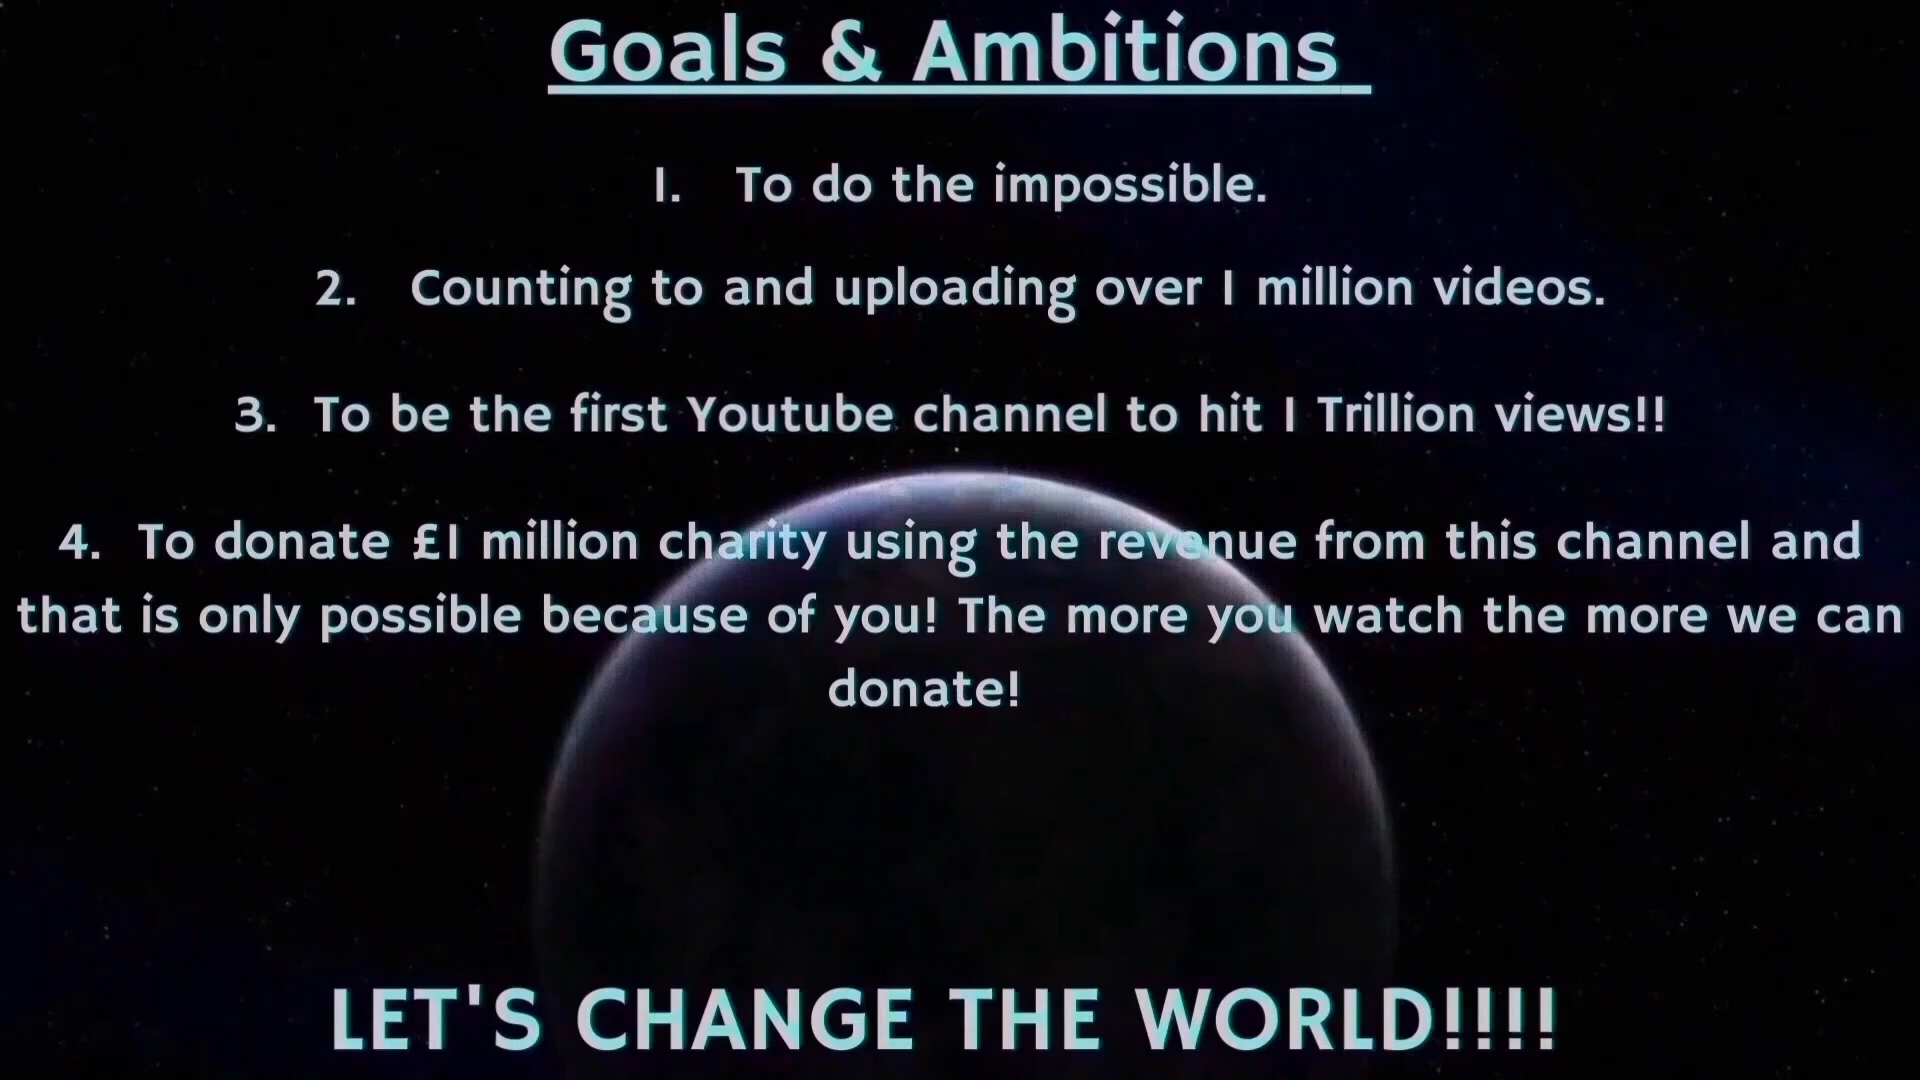 Goals & Ambitions
1. To do the impossible.
2. Counting to and uploading over 1 million videos.
3. To be the first Youtube channel to hit 1 Trillion views!!
4. To donate £1 million charity using the revenue from this channel and
that is only possible because of you! The more you watch the more we can
donate!
LET'S CHANGE THE WORLD!!!!